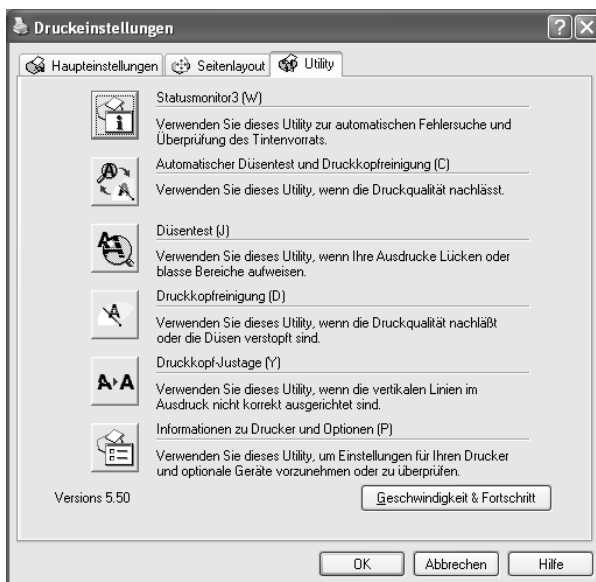 Druckeinstellungen
Haupteinstellungen Seitenlayout Utility
Statusmonitor3 (W)
Verwenden Sie dieses Utility zur automatischen Fehlersuche und
Überprüfung des Tintenvorrats.
Automatischer Düsentest und Druckkopfreinigung (C)
Verwenden Sie dieses Utility, wenn die Druckqualität nachlässt.
Düsentest (J)
Verwenden Sie dieses Utility, wenn Ihre Ausdrucke Lücken oder
blasse Bereiche aufweisen.
Druckkopfreinigung (D)
Verwenden Sie dieses Utility, wenn die Druckqualität nachläßt
oder die Düsen verstopft sind.
Druckkopf-Justage (Y)
Verwenden Sie dieses Utility, wenn die vertikalen Linien im
Ausdruck nicht korrekt ausgerichtet sind.
Informationen zu Drucker und Optionen (P)
Verwenden Sie dieses Utility, um Einstellungen für Ihren Drucker
und optionale Geräte vorzunehmen oder zu überprüfen.
Versions 5.50 Geschwindigkeit & Fortschritt
OK Abbrechen Hilfe